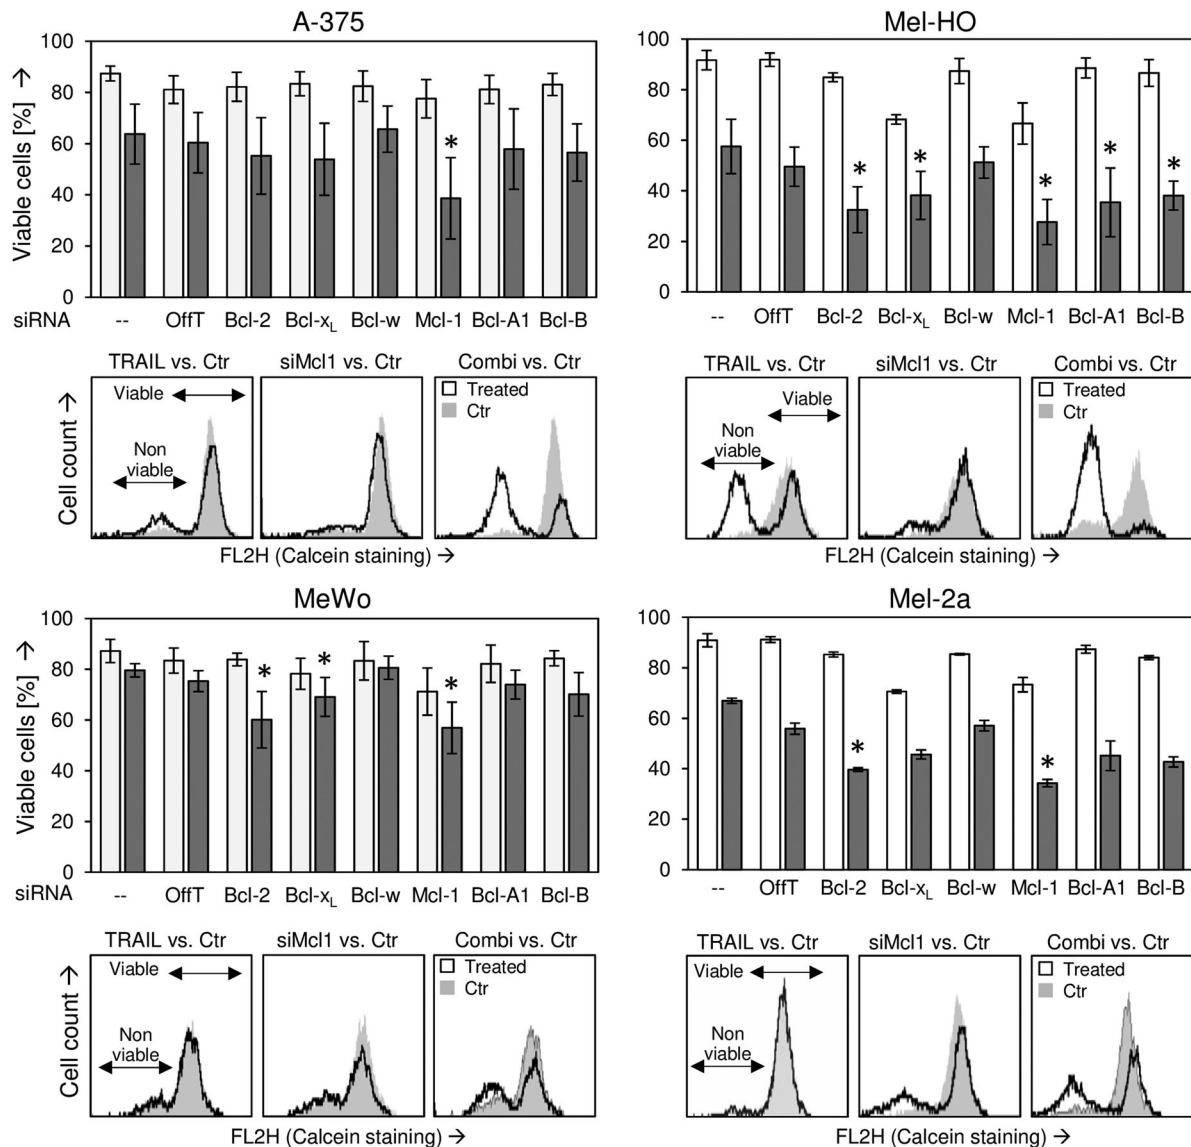 A-375
Viable cells [%] →
100
80
60
40
20
0
*
siRNA -- OffT Bcl-2 Bcl-xL Bcl-w Mcl-1 Bcl-A1 Bcl-B
TRAIL vs. Ctr siMcl1 vs. Ctr Combi vs. Ctr
Cell count →
Viable
Non
viable
Treated
Ctr
FL2H (Calcein staining) →
Mel-HO
100
80
60
40
20
0
* * * * *
-- OffT Bcl-2 Bcl-xL Bcl-w Mcl-1 Bcl-A1 Bcl-B
TRAIL vs. Ctr siMcl1 vs. Ctr Combi vs. Ctr
Viable
Non
viable
Treated
Ctr
FL2H (Calcein staining) →
MeWo
Viable cells [%] →
100
80
60
40
20
0
* * *
siRNA -- OffT Bcl-2 Bcl-xL Bcl-w Mcl-1 Bcl-A1 Bcl-B
TRAIL vs. Ctr siMcl1 vs. Ctr Combi vs. Ctr
Cell count →
Viable
Non
viable
Treated
Ctr
FL2H (Calcein staining) →
Mel-2a
100
80
60
40
20
0
* *
-- OffT Bcl-2 Bcl-xL Bcl-w Mcl-1 Bcl-A1 Bcl-B
TRAIL vs. Ctr siMcl1 vs. Ctr Combi vs. Ctr
Viable
Non
viable
Treated
Ctr
FL2H (Calcein staining) →